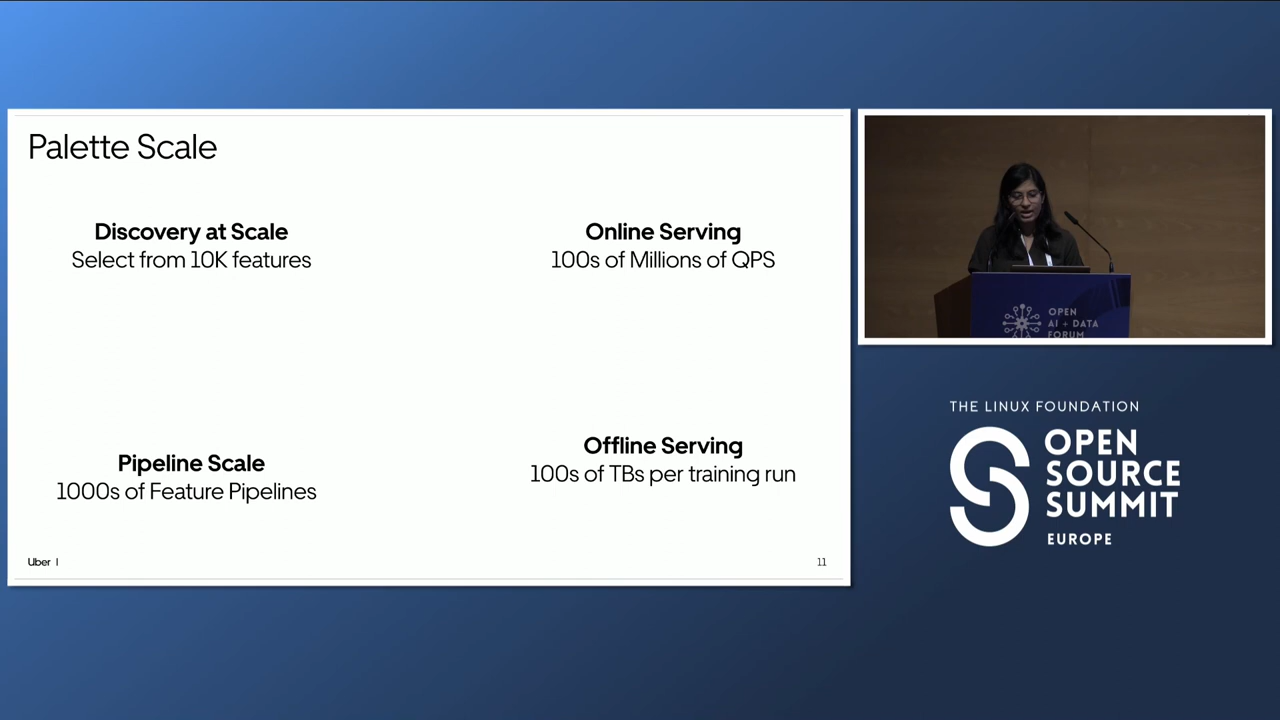 Palette Scale
Discovery at Scale
Select from 10K features
Online Serving
100s of Millions of QPS
Pipeline Scale
1000s of Feature Pipelines
Offline Serving
100s of TBs per training run
Uber |
11
OPEN
AI + DATA
FORUM
THE LINUX FOUNDATION
OPEN
SOURCE
SUMMIT
EUROPE